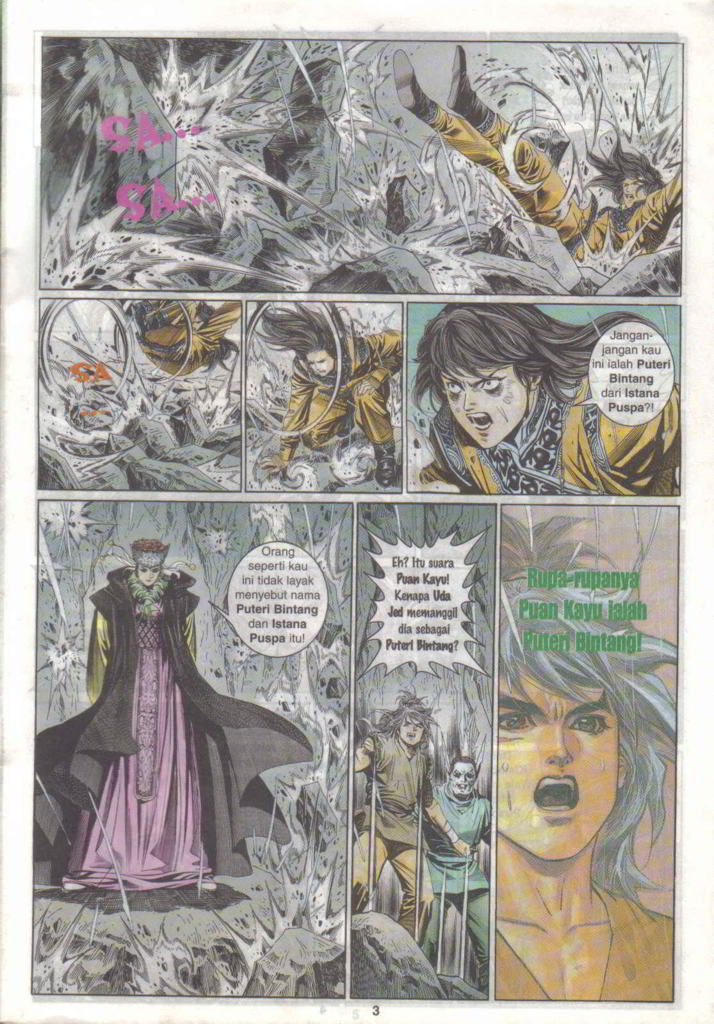 SA...
SA...
SA
Jangan-
jangan kau
ini ialah Puteri
Bintang
dari Istana
Puspa?!
Orang
seperti kau
ini tidak layak
menyebut nama
Puteri Bintang
dan Istana
Puspa itu!
Eh? Itu suara
Puan Kayu!
Kenapa Uda
Jed memanggil
dia sebagai
Puteri Bintang?
Rupa-rupanya
Puan Kayu ialah
Puteri Bintang!
3